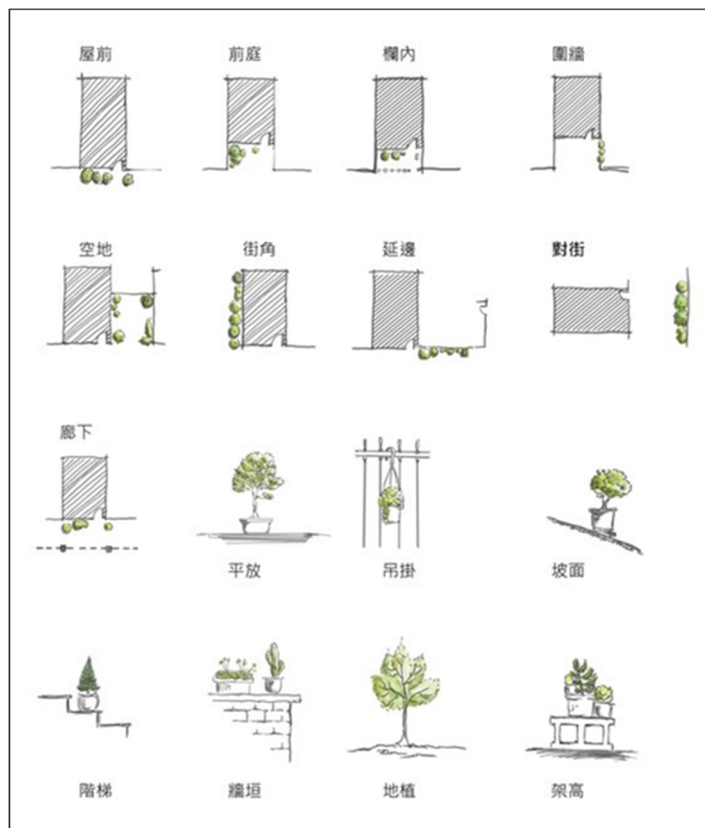 屋前 前庭 欄內 圍牆
空地 街角 延邊 對街
廊下
平放 吊掛 坡面
階梯 牆垣 地植 架高